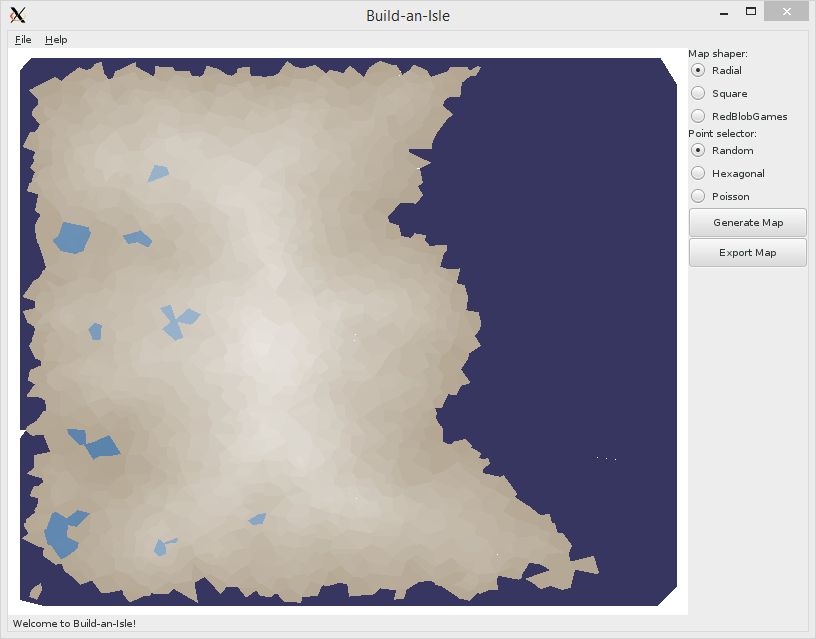 Build-an-Isle
File Help
Map shaper:
Radial
Square
RedBlobGames
Point selector:
Random
Hexagonal
Poisson
Generate Map
Export Map
Welcome to Build-an-Isle!